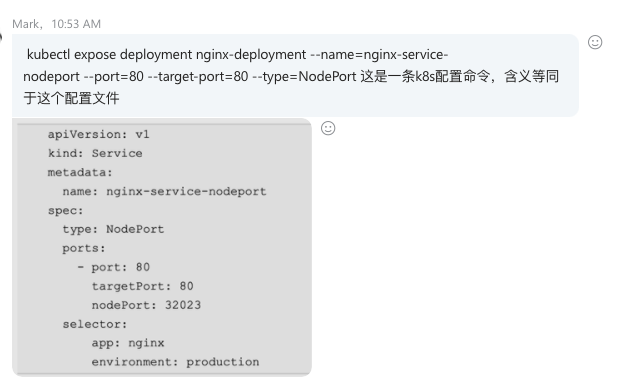 Mark，10:53 AM
kubectl expose deployment nginx-deployment --name=nginx-service-
nodeport --port=80 --target-port=80 --type=NodePort 这是一条k8s配置命令，含义等同
于这个配置文件
apiVersion: v1
kind: Service
metadata:
  name: nginx-service-nodeport
spec:
  type: NodePort
  ports:
    - port: 80
      targetPort: 80
      nodePort: 32023
  selector:
      app: nginx
      environment: production